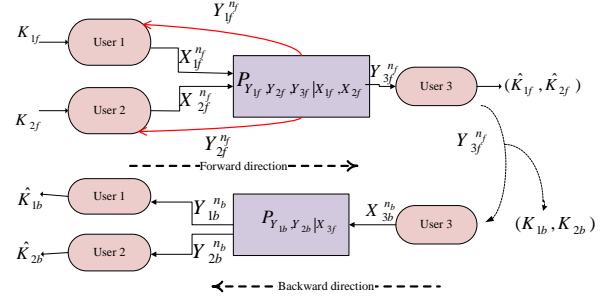 Y_{1f}^{n_f}
K_{1f}
User 1
X_{1f}^{n_f}
P_{Y_{1f},Y_{2f},Y_{3f}|X_{1f},X_{2f}}
Y_{3f}^{n_f}
User 3
(\hat{K}_{1f},\hat{K}_{2f})
K_{2f}
User 2
X_{2f}^{n_f}
Y_{2f}^{n_f}
Y_{3f}^{n_f}
Forward direction
\hat{K}_{1b}
User 1
Y_{1b}^{n_b}
P_{Y_{1b},Y_{2b}|X_{3f}}
X_{3b}^{n_b}
User 3
(K_{1b},K_{2b})
\hat{K}_{2b}
User 2
Y_{2b}^{n_b}
Backward direction